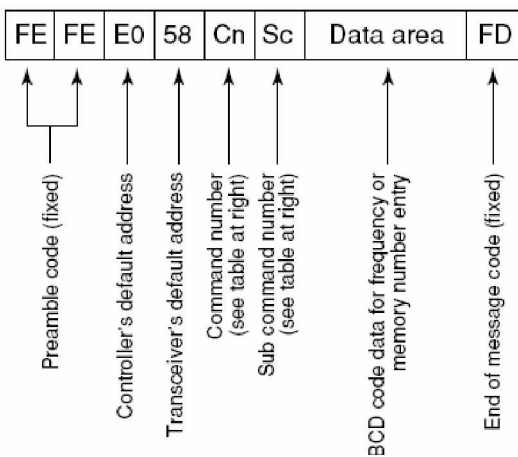 FE FE E0 58 Cn Sc Data area FD
Preamble code (fixed)
Controller's default address
Transceiver's default address
Command number
(see table at right)
Sub command number
(see table at right)
BCD code data for frequency or
memory number entry
End of message code (fixed)